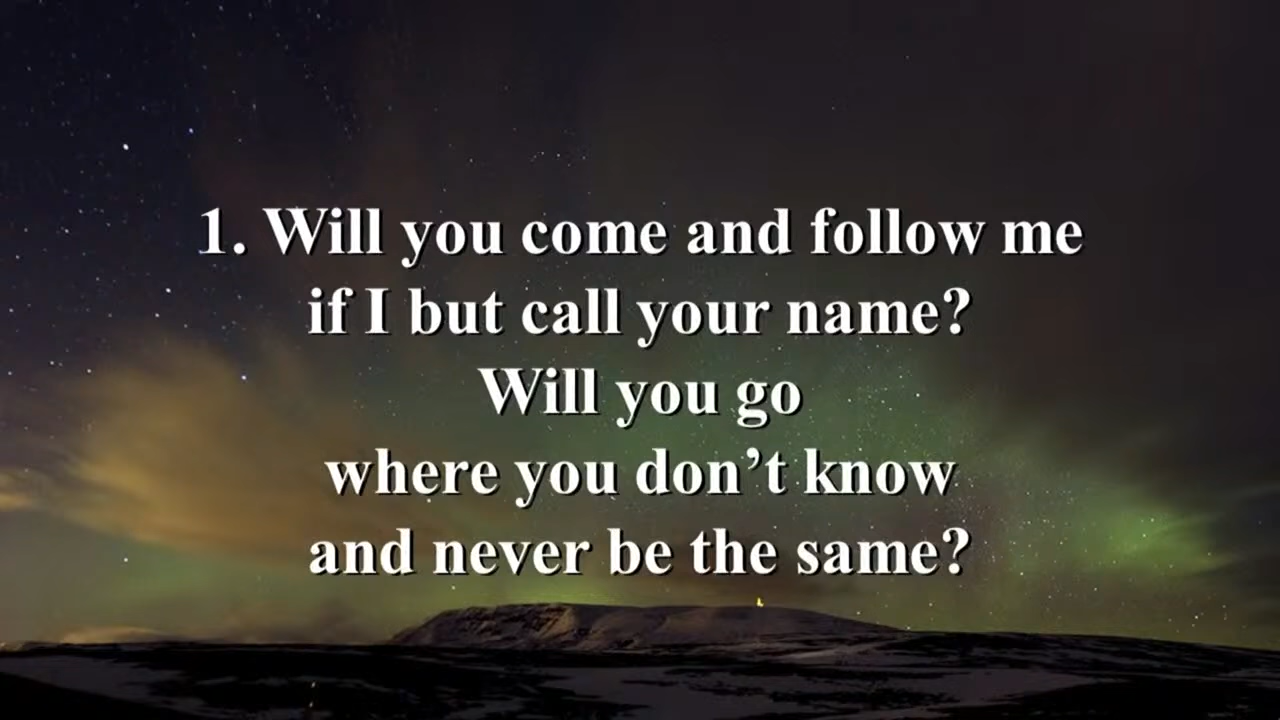 1. Will you come and follow me
if I but call your name?
Will you go
where you don’t know
and never be the same?